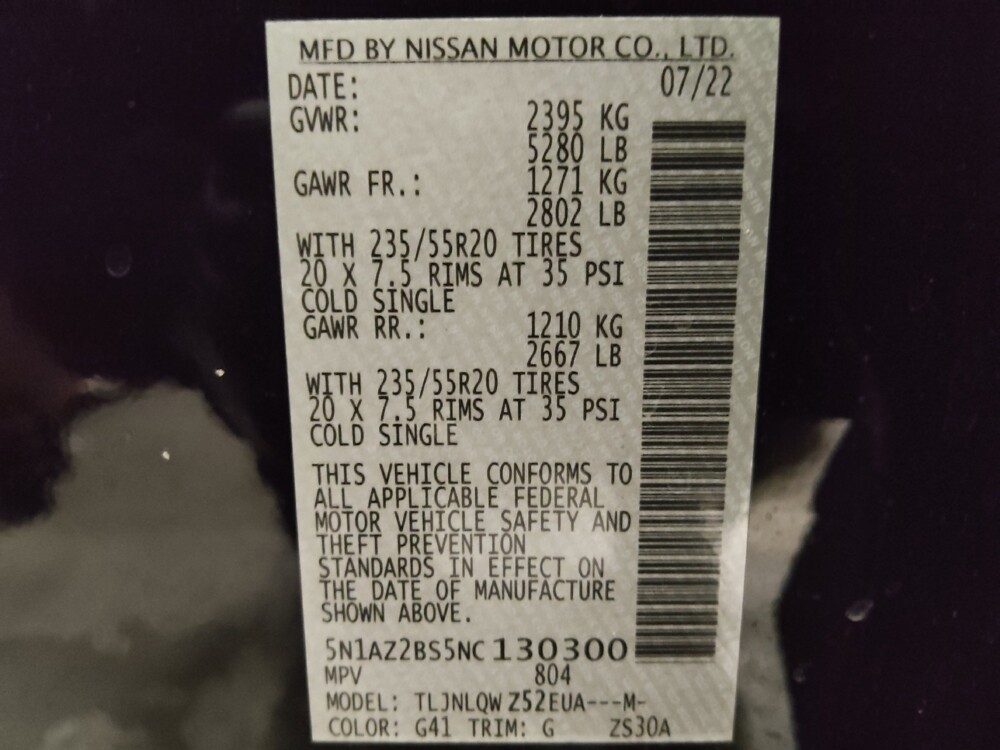 MFD BY NISSAN MOTOR CO., LTD.
DATE: 07/22
GVWR: 2395 KG
5280 LB
GAWR FR.: 1271 KG
2802 LB
WITH 235/55R20 TIRES
20 X 7.5 RIMS AT 35 PSI
COLD SINGLE
GAWR RR.: 1210 KG
2667 LB
WITH 235/55R20 TIRES
20 X 7.5 RIMS AT 35 PSI
COLD SINGLE
THIS VEHICLE CONFORMS TO
ALL APPLICABLE FEDERAL
MOTOR VEHICLE SAFETY AND
THEFT PREVENTION
STANDARDS IN EFFECT ON
THE DATE OF MANUFACTURE
SHOWN ABOVE.
5N1AZ2BS5NC130300
MPV 804
MODEL: TLJNLQW Z52EUA---M-
COLOR: G41 TRIM: G ZS30A